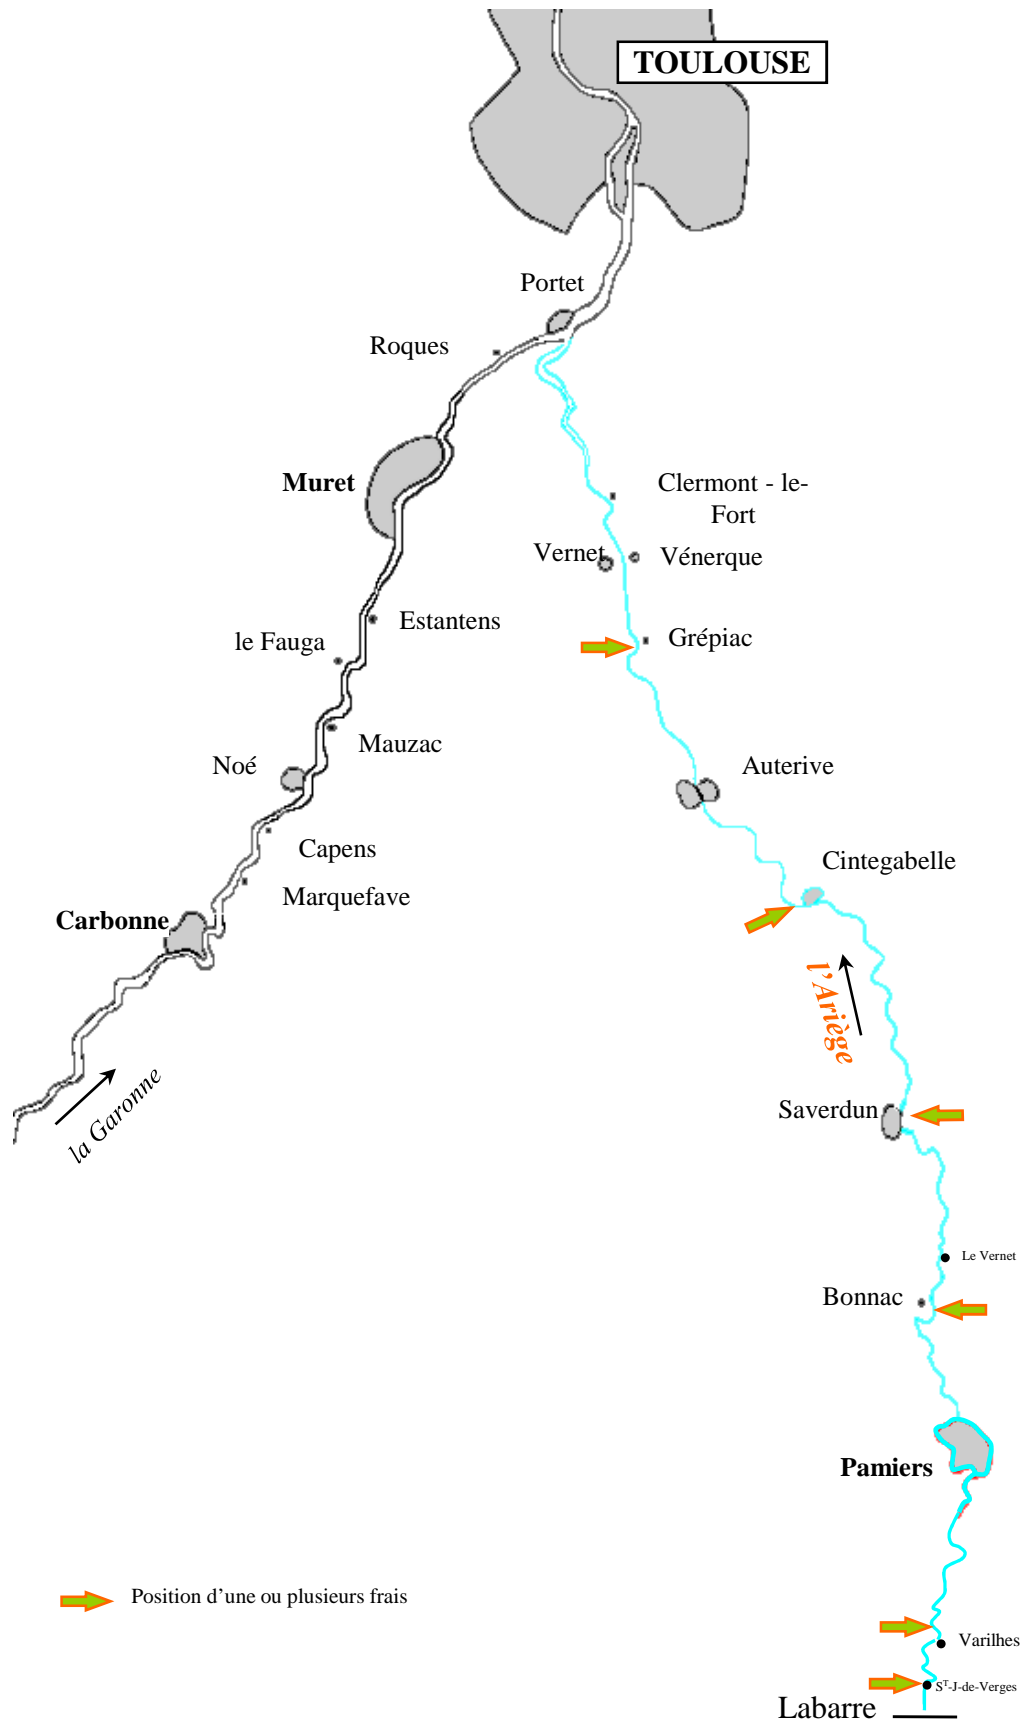 TOULOUSE
Portet
Roques
Muret
Clermont - le-
Fort
Vernet
Vénerque
Estantens
Grépiac
le Fauga
Mauzac
Noé
Auterive
Capens
Cintegabelle
Marquefave
Carbonne
l'Ariège
la Garonne
Saverdun
Le Vernet
Bonnac
Pamiers
Position d'une ou plusieurs frais
Varilhes
Sᵀ-J-de-Verges
Labarre